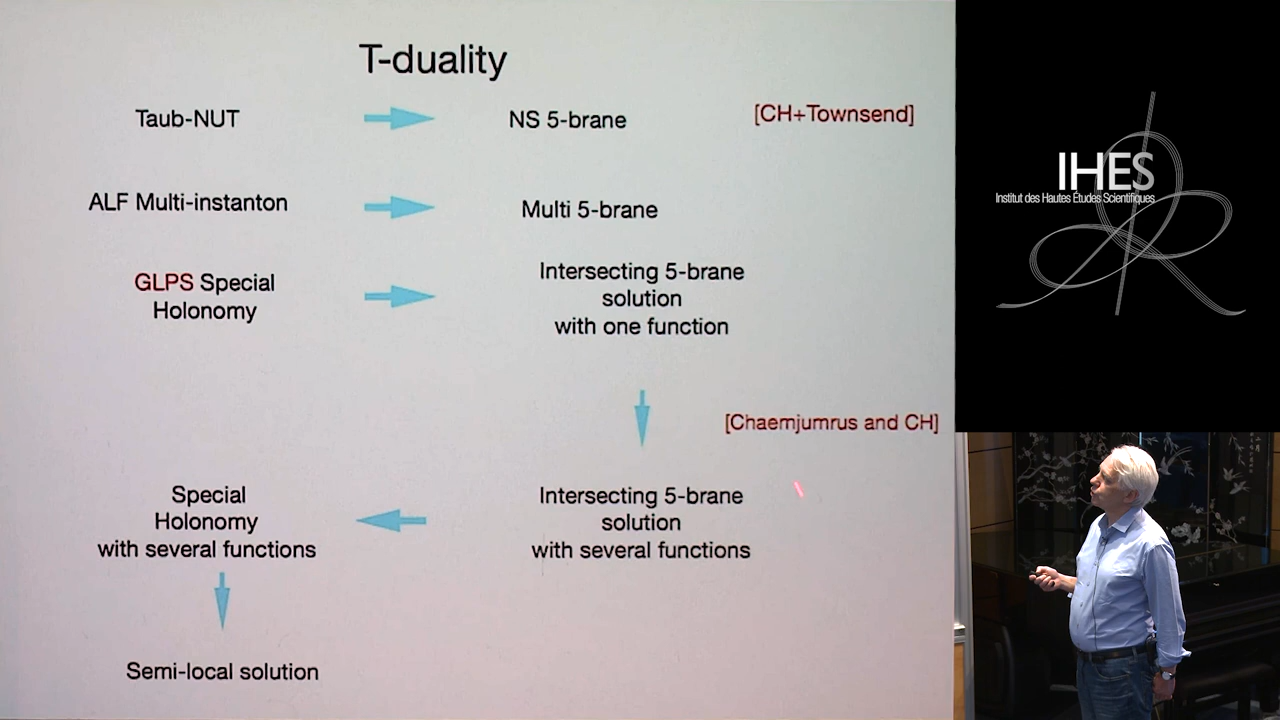 T-duality
Taub-NUT
NS 5-brane
[CH+Townsend]
ALF Multi-instanton
Multi 5-brane
GLPS Special
Holonomy
Intersecting 5-brane
solution
with one function
[Chaemjumrus and CH]
Special
Holonomy
with several functions
Intersecting 5-brane
solution
with several functions
Semi-local solution
IHES
Institut des Hautes Études Scientifiques